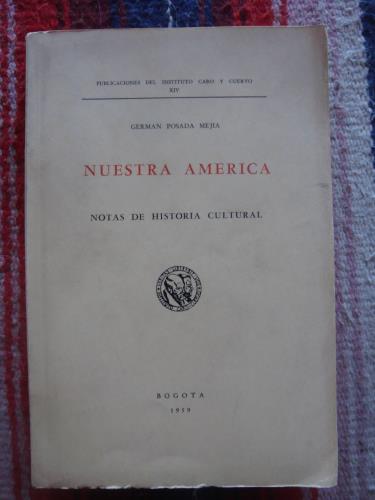 PUBLICACIONES DEL INSTITUTO CARO Y CUERVO
XIV
GERMAN POSADA MEJIA
NUESTRA AMERICA
NOTAS DE HISTORIA CULTURAL
BOGOTA
1959